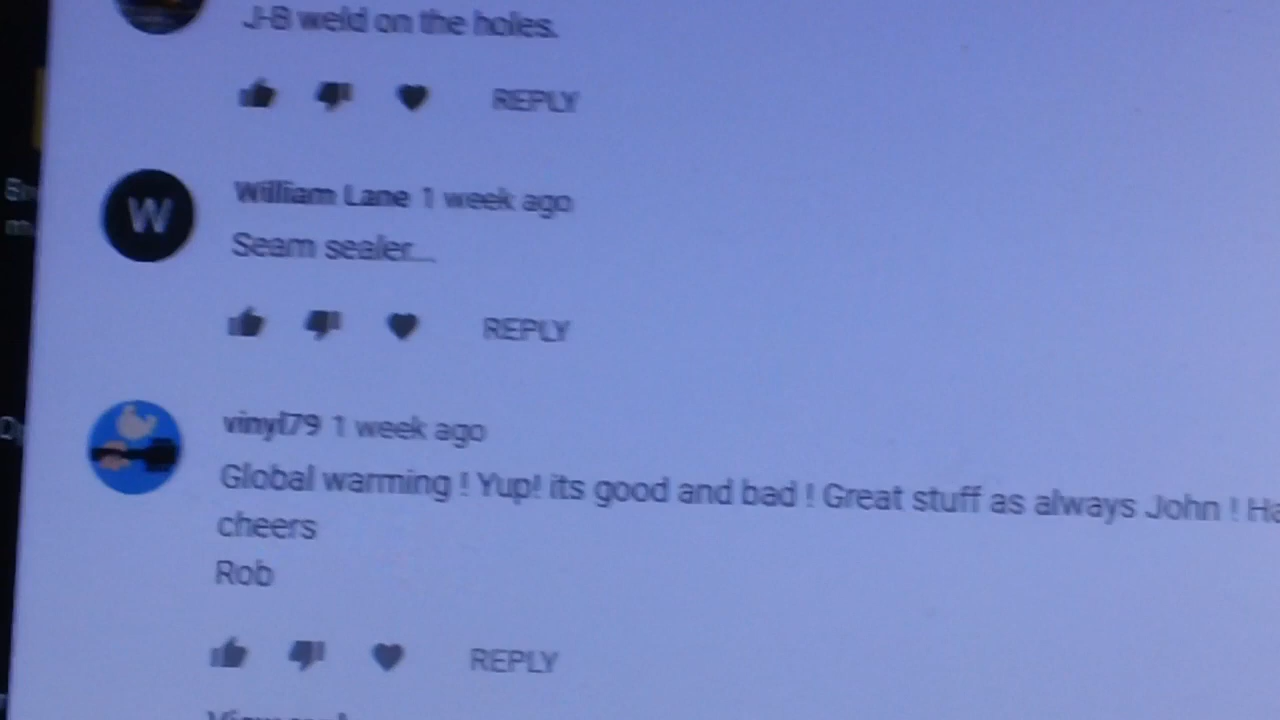 J-B weld on the holes.
REPLY
W
William Lane 1 week ago
Seam sealer...
REPLY
vinyl79 1 week ago
Global warming ! Yup! its good and bad ! Great stuff as always John !
cheers
Rob
REPLY